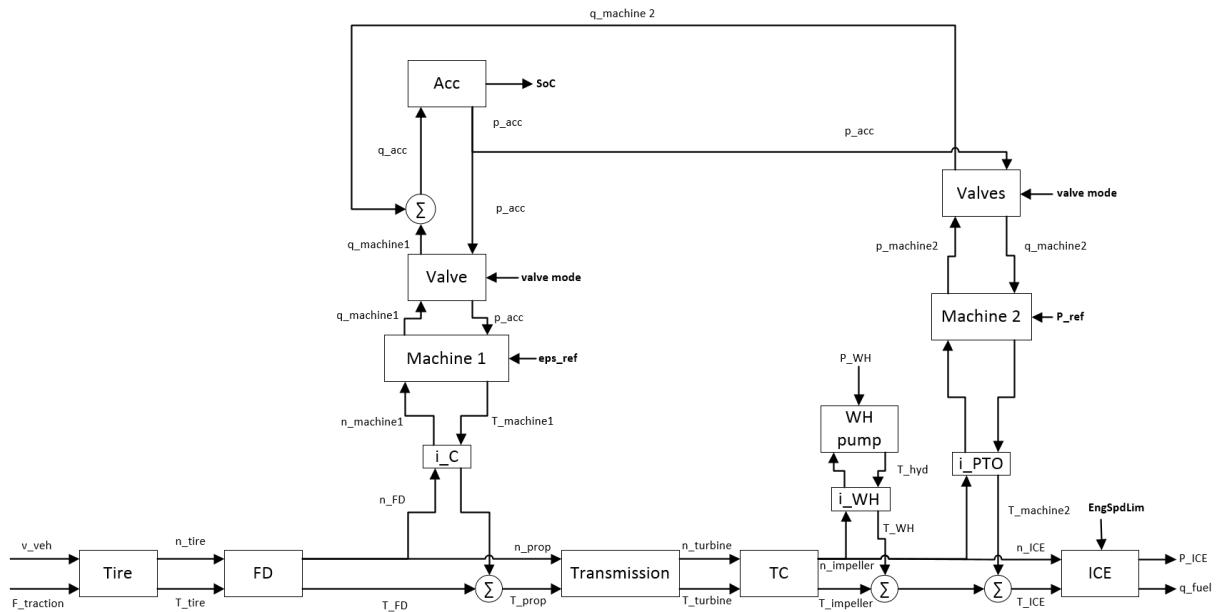 q_machine 2
Acc
SoC
p_acc
p_acc
q_acc
Valves
valve mode
Σ
p_acc
q_machine1
p_machine2
q_machine2
Valve
valve mode
q_machine1
p_acc
Machine 2
P_ref
Machine 1
eps_ref
P_WH
n_machine1
T_machine1
WH
pump
i_C
i_PTO
T_hyd
n_FD
i_WH
T_machine2
EngSpdLim
T_WH
v_veh
n_tire
n_prop
n_turbine
n_impeller
n_ICE
P_ICE
Tire
FD
Transmission
TC
ICE
F_traction
T_tire
T_FD
Σ
T_prop
T_turbine
T_impeller
Σ
Σ
T_ICE
q_fuel